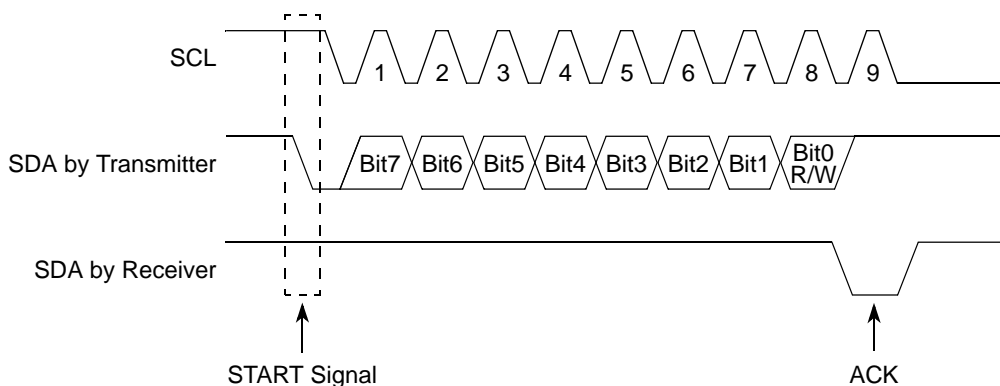 SCL
1 2 3 4 5 6 7 8 9
SDA by Transmitter
Bit7 Bit6 Bit5 Bit4 Bit3 Bit2 Bit1 Bit0
R/W
SDA by Receiver
START Signal
ACK